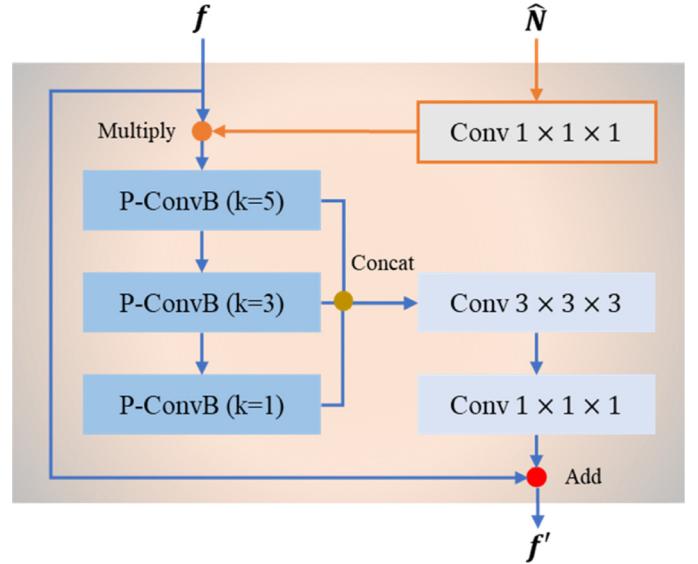 f
N̂
Multiply
Conv 1 × 1 × 1
P-ConvB (k=5)
Concat
P-ConvB (k=3)
Conv 3 × 3 × 3
P-ConvB (k=1)
Conv 1 × 1 × 1
Add
f′